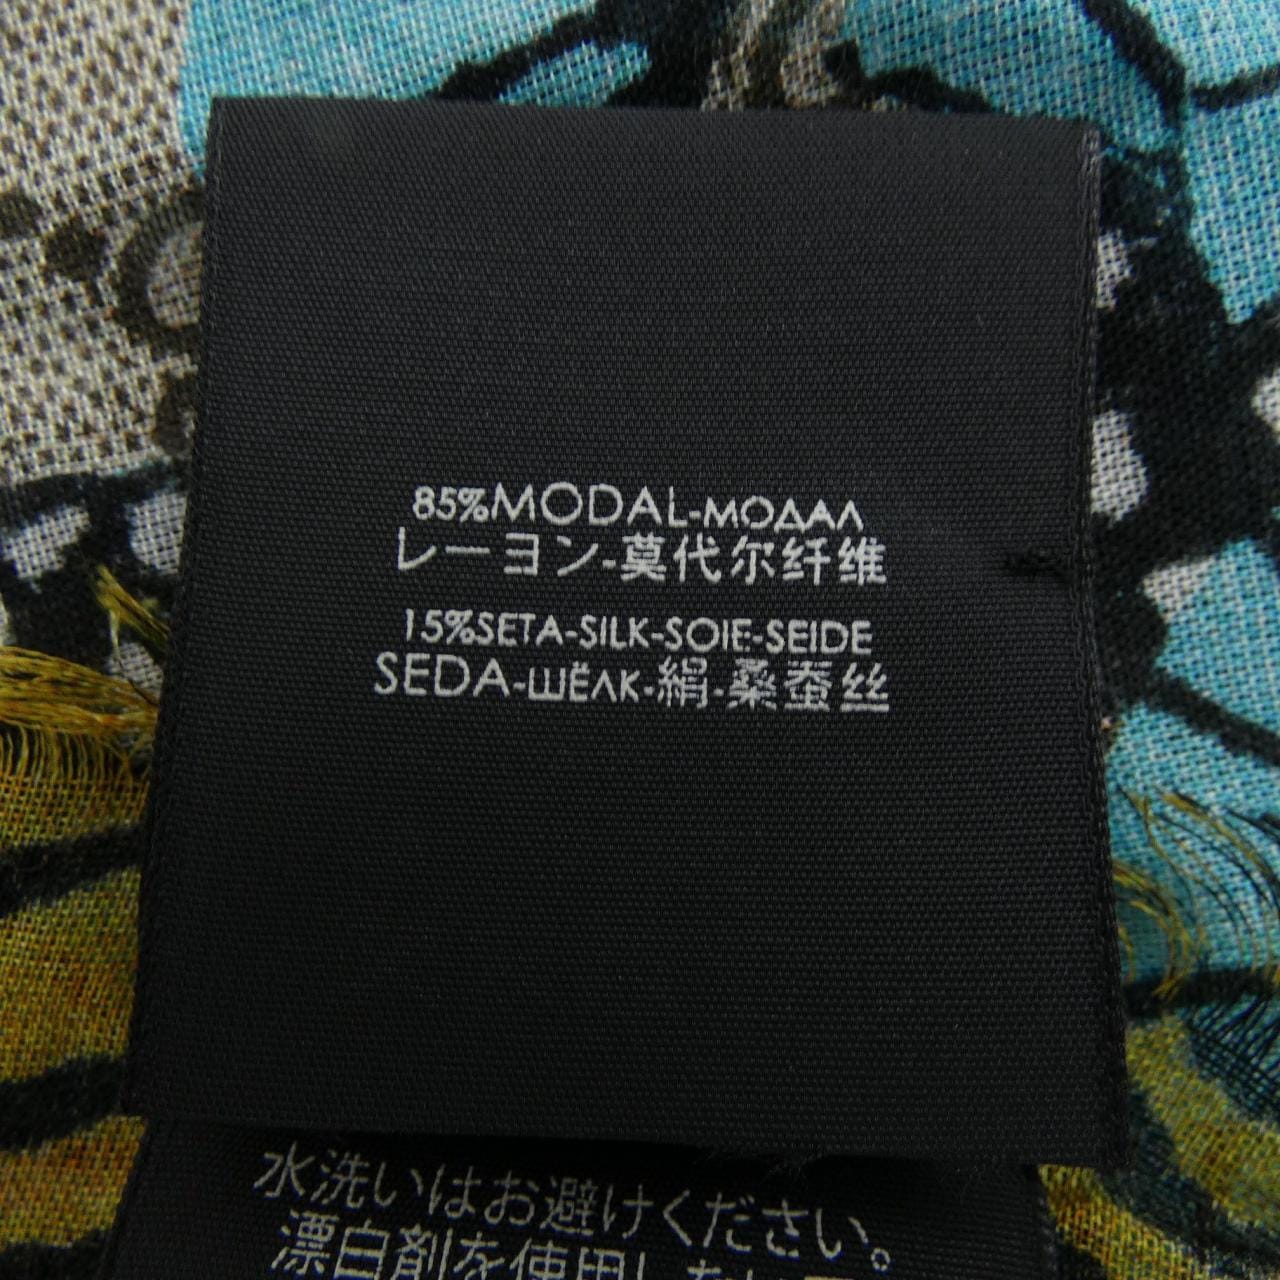 85%MODAL-МОДАЛ
レーヨン-莫代尔纤维
15%SETA-SILK-SOIE-SEIDE
SEDA-ШЁЛК-絹-桑蚕丝
水洗いはお避けください。
漂白剤を使用しない